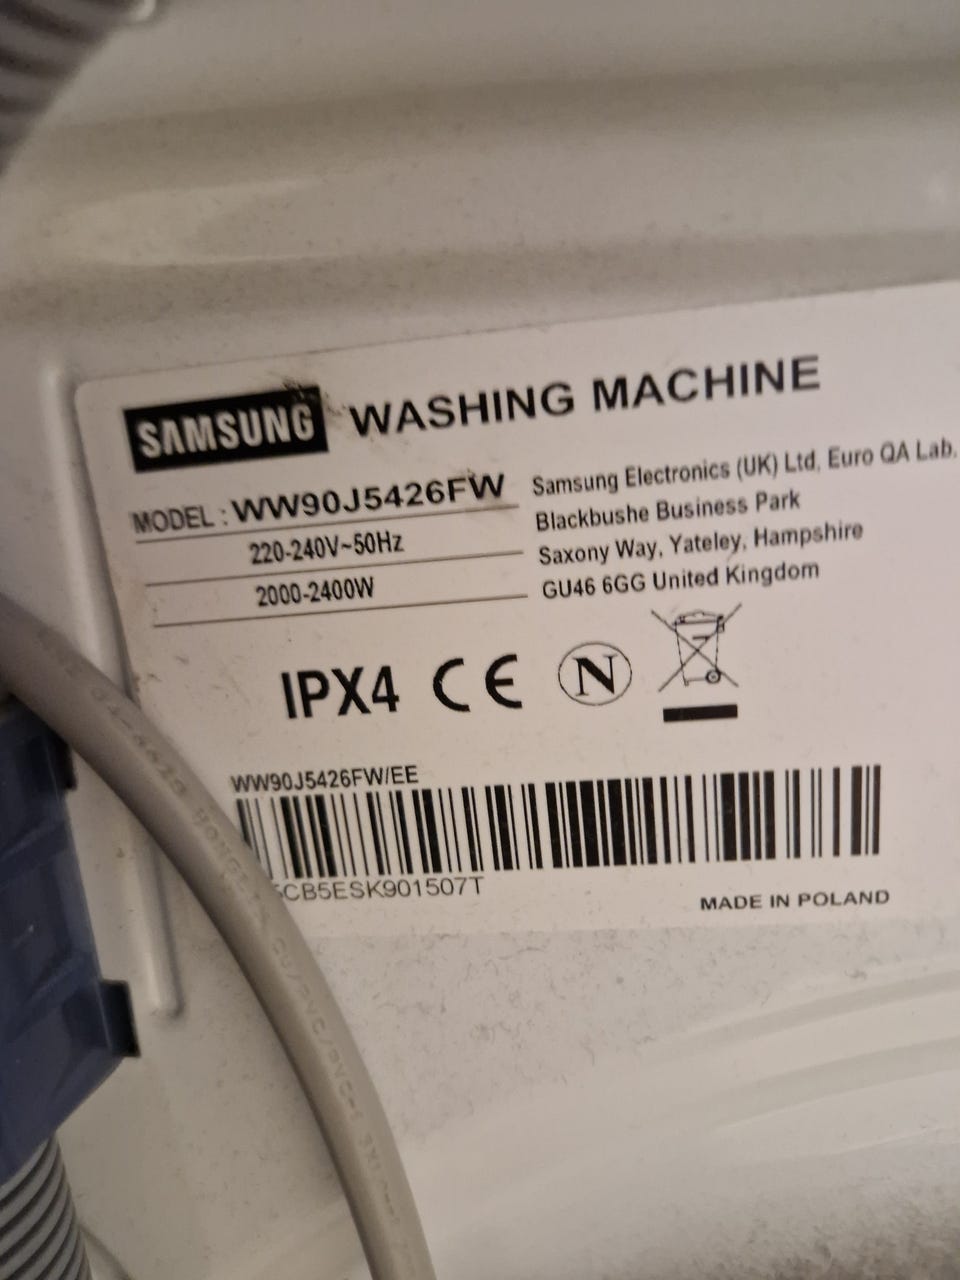 SAMSUNG WASHING MACHINE
MODEL : WW90J5426FW
220-240V~50Hz
2000-2400W
Samsung Electronics (UK) Ltd, Euro QA Lab.
Blackbushe Business Park
Saxony Way, Yateley, Hampshire
GU46 6GG United Kingdom
IPX4 CE N
WW90J5426FW/EE
CB5ESK901507T
MADE IN POLAND